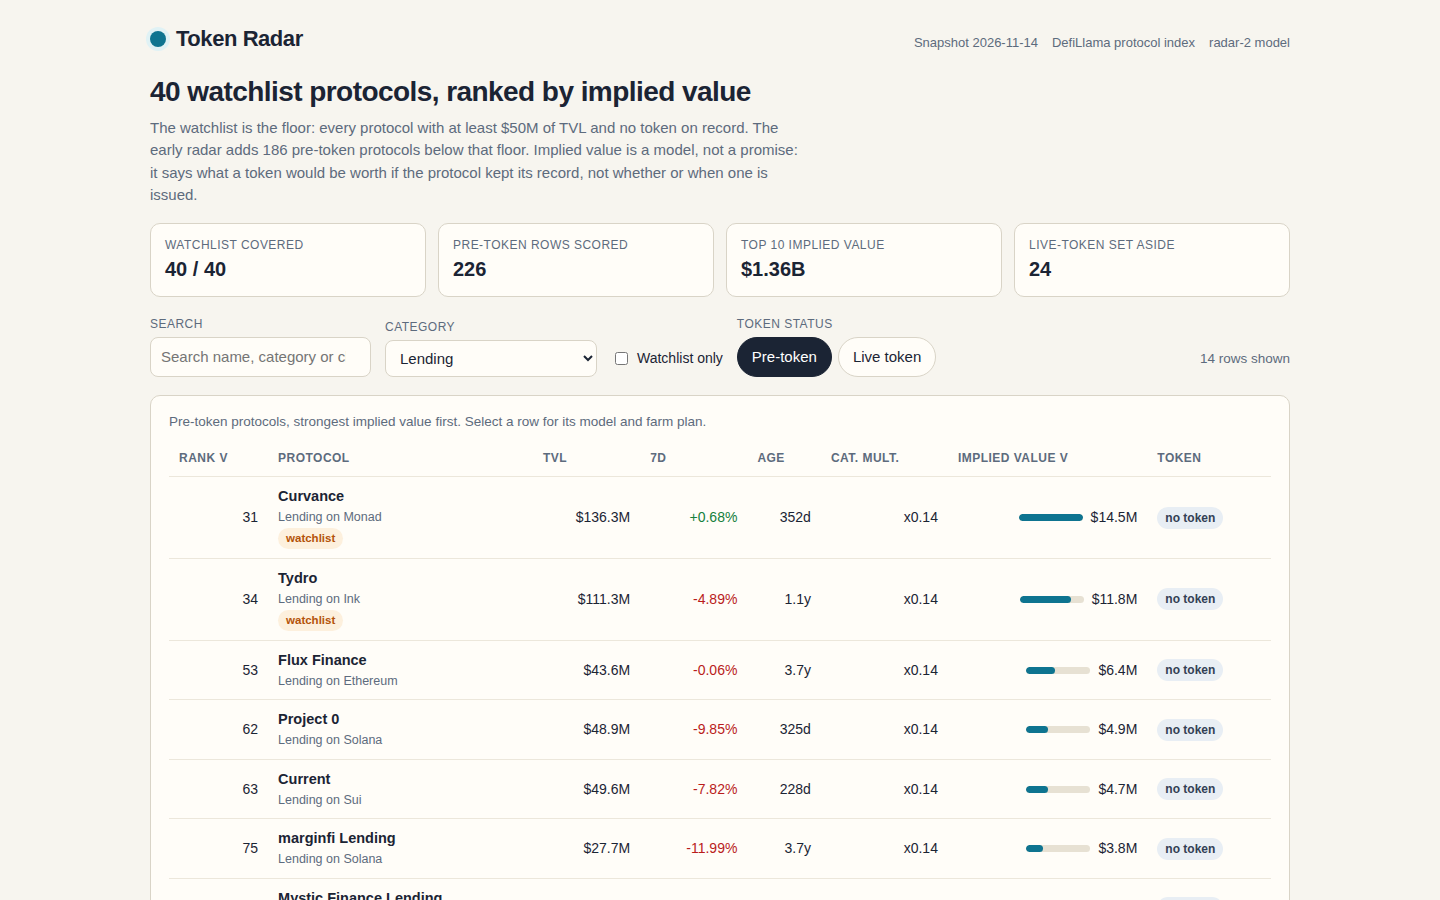 Token Radar
Snapshot 2026-11-14 DefiLlama protocol index radar-2 model
40 watchlist protocols, ranked by implied value
The watchlist is the floor: every protocol with at least $50M of TVL and no token on record. The
early radar adds 186 pre-token protocols below that floor. Implied value is a model, not a promise:
it says what a token would be worth if the protocol kept its record, not whether or when one is
issued.
WATCHLIST COVERED
40 / 40
PRE-TOKEN ROWS SCORED
226
TOP 10 IMPLIED VALUE
$1.36B
LIVE-TOKEN SET ASIDE
24
SEARCH
Search name, category or c
CATEGORY
Lending
Watchlist only
TOKEN STATUS
Pre-token Live token
14 rows shown
Pre-token protocols, strongest implied value first. Select a row for its model and farm plan.
RANK V PROTOCOL TVL 7D AGE CAT. MULT. IMPLIED VALUE V TOKEN
31 Curvance $136.3M +0.68% 352d x0.14 $14.5M no token
Lending on Monad
watchlist
34 Tydro $111.3M -4.89% 1.1y x0.14 $11.8M no token
Lending on Ink
watchlist
53 Flux Finance $43.6M -0.06% 3.7y x0.14 $6.4M no token
Lending on Ethereum
62 Project 0 $48.9M -9.85% 325d x0.14 $4.9M no token
Lending on Solana
63 Current $49.6M -7.82% 228d x0.14 $4.7M no token
Lending on Sui
75 marginfi Lending $27.7M -11.99% 3.7y x0.14 $3.8M no token
Lending on Solana
Mystic Finance Lending